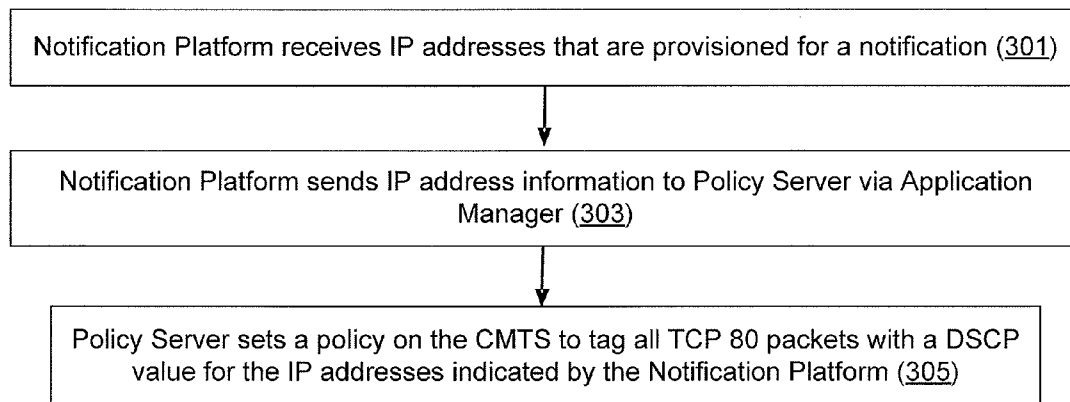 Notification Platform receives IP addresses that are provisioned for a notification (301)
Notification Platform sends IP address information to Policy Server via Application
Manager (303)
Policy Server sets a policy on the CMTS to tag all TCP 80 packets with a DSCP
value for the IP addresses indicated by the Notification Platform (305)